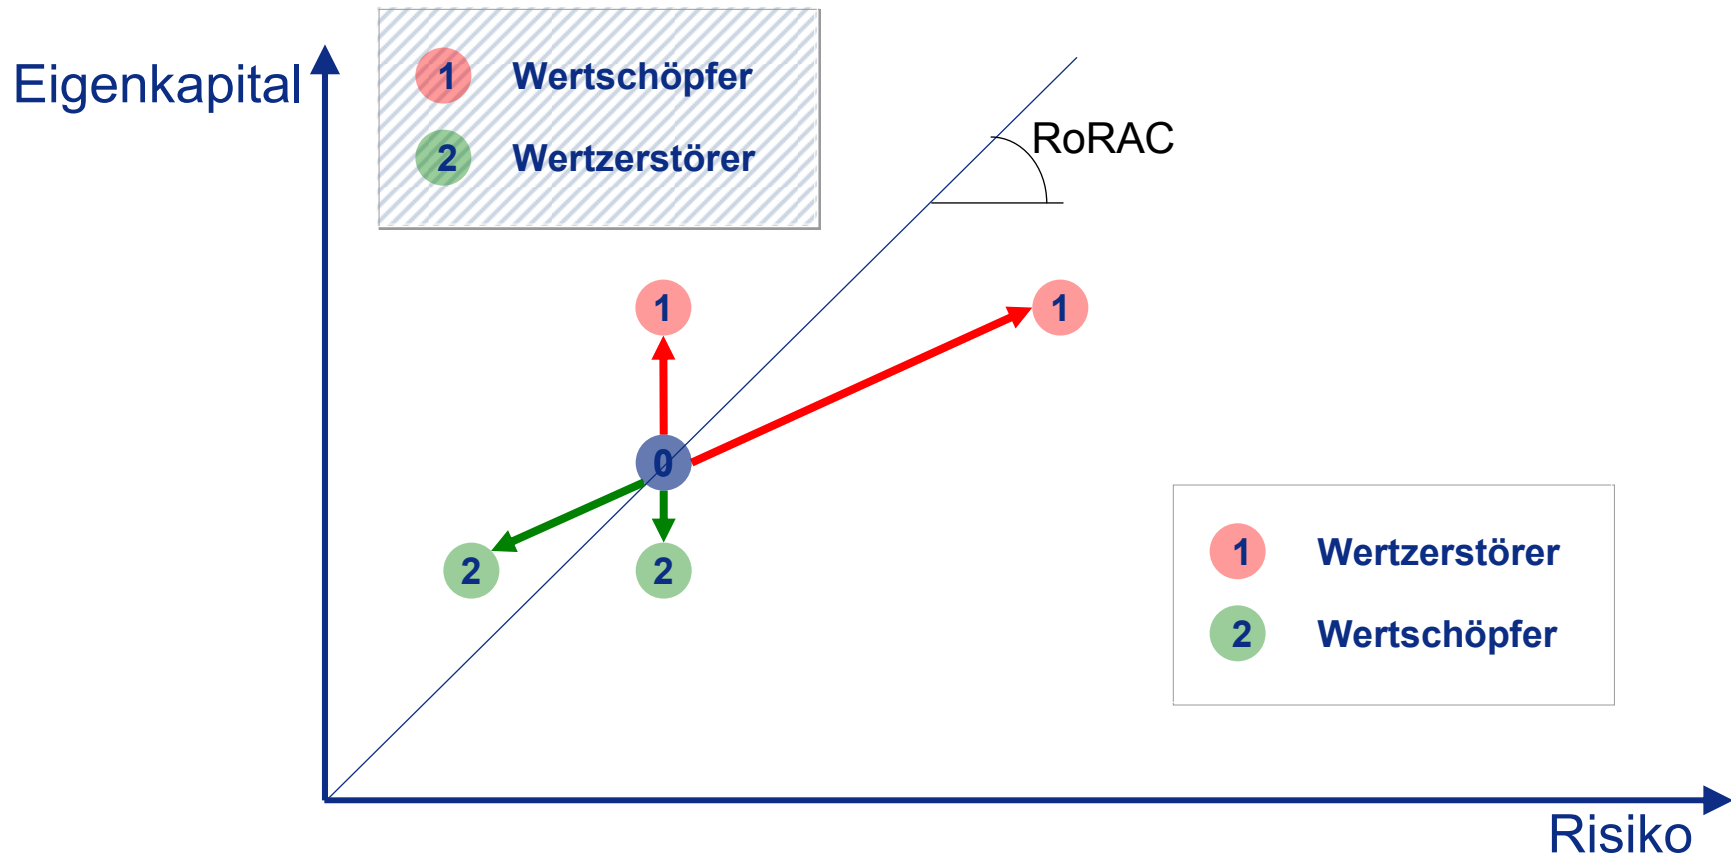 Eigenkapital
1 Wertschöpfer
2 Wertzerstörer
RoRAC
1
1
0
2
2
1 Wertzerstörer
2 Wertschöpfer
Risiko